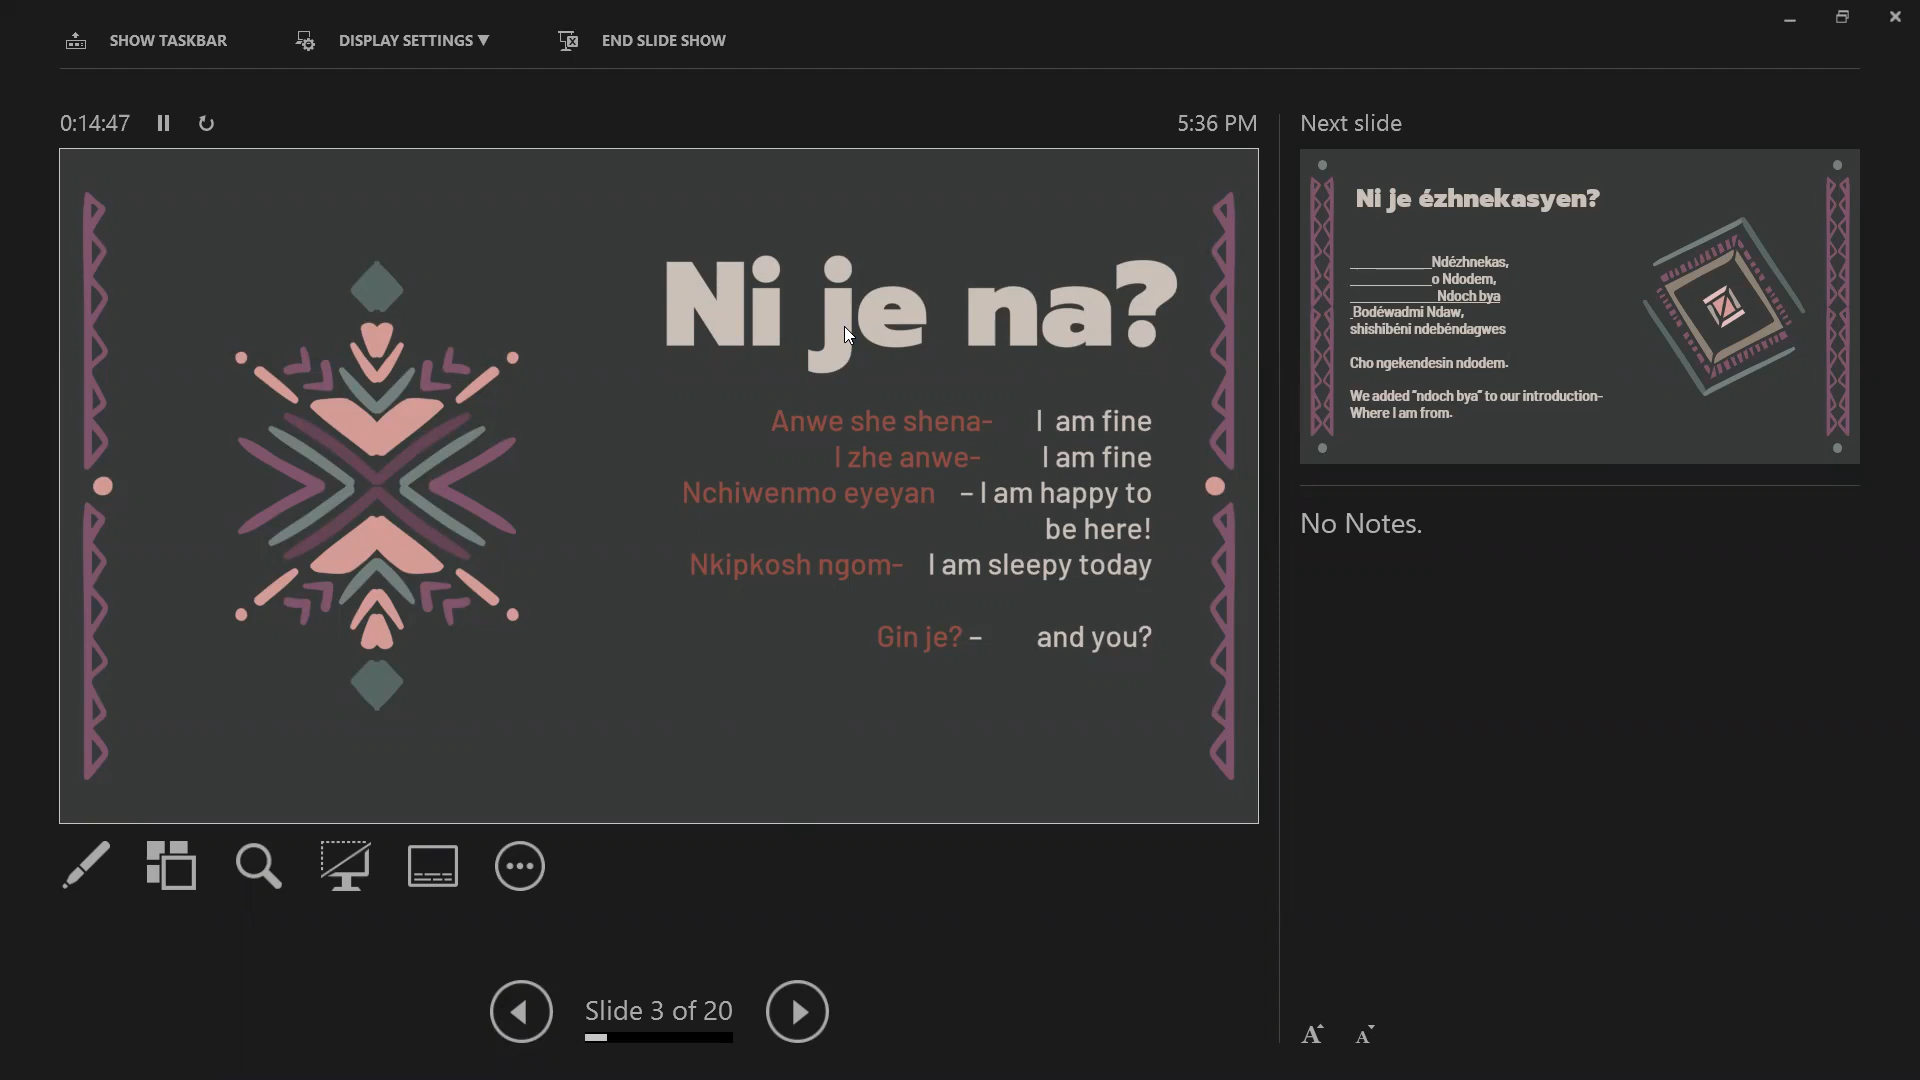 SHOW TASKBAR
DISPLAY SETTINGS ▼
END SLIDE SHOW
0:14:47
5:36 PM
Ni je na?
Anwe she shena- I am fine
I zhe anwe- I am fine
Nchiwenmo eyeyan – I am happy to
be here!
Nkipkosh ngom- I am sleepy today
Gin je? – and you?
Next slide
Ni je ézhnekasyen?
____________Ndézhnekas,
____________o Ndodem,
_____________Ndoch bya
Bodéwadmi Ndaw,
shishibéni ndebéndagwes
Cho ngekendesin ndodem.
We added "ndoch bya" to our introduction-
Where I am from.
No Notes.
Slide 3 of 20
A A